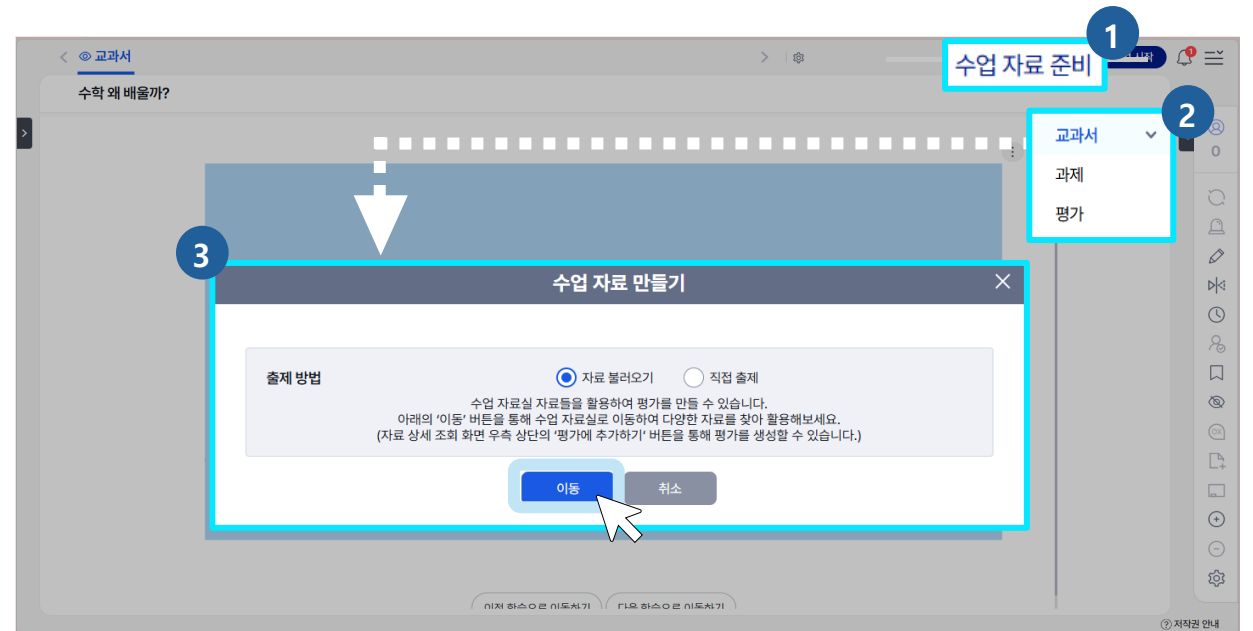 1
교과서
수업 자료 준비
수학 왜 배울까?
2
교과서
0
과제
평가
3
수업 자료 만들기
출제 방법
자료 불러오기
직접 출제
수업 자료실 자료들을 활용하여 평가를 만들 수 있습니다.
아래의 '이동' 버튼을 통해 수업 자료실로 이동하여 다양한 자료를 찾아 활용해보세요.
(자료 상세 조회 화면 우측 상단의 '평가에 추가하기' 버튼을 통해 평가를 생성할 수 있습니다.)
이동
취소
이전 학습으로 이동하기
다음 학습으로 이동하기
저작권 안내